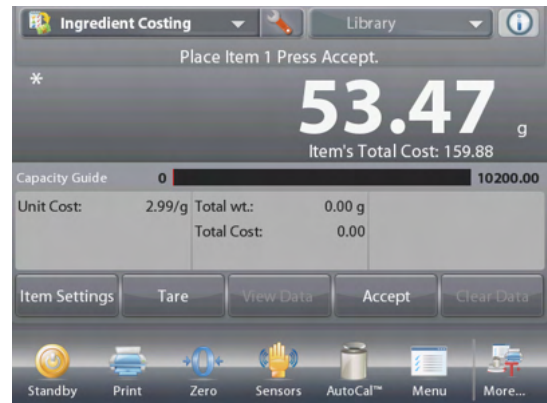 Ingredient Costing Library
Place Item 1 Press Accept.
*
53.47 g
Item's Total Cost: 159.88
Capacity Guide 0 10200.00
Unit Cost: 2.99/g Total wt.: 0.00 g
Total Cost: 0.00
Item Settings Tare View Data Accept Clear Data
Standby Print Zero Sensors AutoCal™ Menu More...